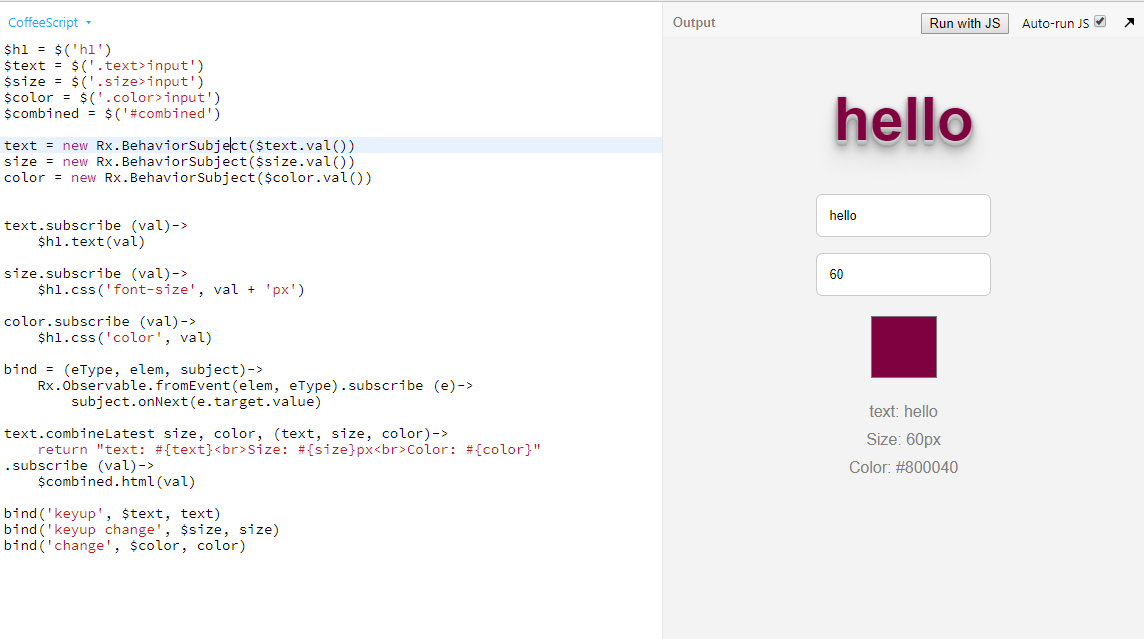 CoffeeScript
$h1 = $('h1')
$text = $('.text>input')
$size = $('.size>input')
$color = $('.color>input')
$combined = $('#combined')
text = new Rx.BehaviorSubject($text.val())
size = new Rx.BehaviorSubject($size.val())
color = new Rx.BehaviorSubject($color.val())
text.subscribe (val)->
    $h1.text(val)
size.subscribe (val)->
    $h1.css('font-size', val + 'px')
color.subscribe (val)->
    $h1.css('color', val)
bind = (eType, elem, subject)->
    Rx.Observable.fromEvent(elem, eType).subscribe (e)->
        subject.onNext(e.target.value)
text.combineLatest size, color, (text, size, color)->
    return "text: #{text}<br>Size: #{size}px<br>Color: #{color}"
.subscribe (val)->
    $combined.html(val)
bind('keyup', $text, text)
bind('keyup change', $size, size)
bind('change', $color, color)
Output
Run with JS
Auto-run JS
hello
hello
60
text: hello
Size: 60px
Color: #800040